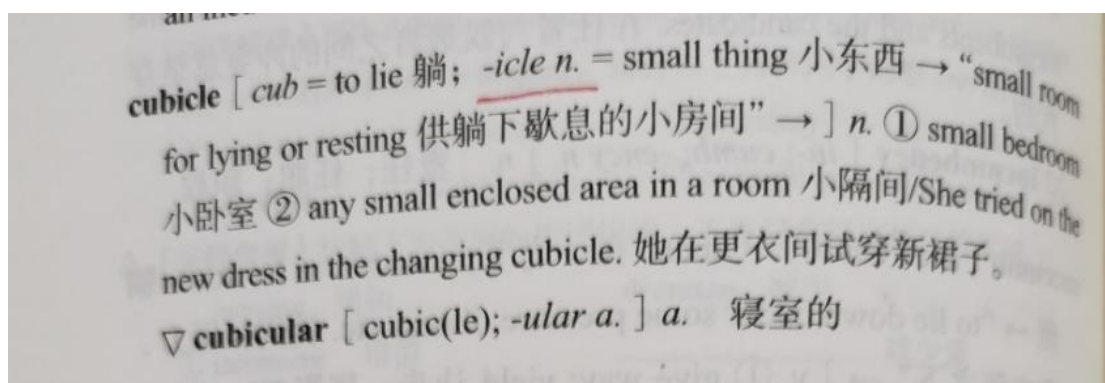 cubicle [ cub = to lie 躺； -icle n. = small thing 小东西 → “small room
for lying or resting 供躺下歇息的小房间” → ] n. ① small bedroom
小卧室 ② any small enclosed area in a room 小隔间/She tried on the
new dress in the changing cubicle. 她在更衣间试穿新裙子。
▽ cubicular [ cubic(le); -ular a. ] a. 寝室的